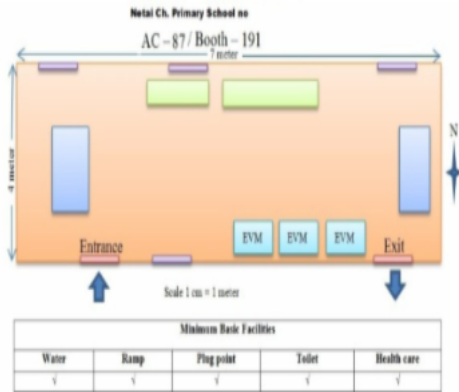 Netai Ch. Primary School no
AC – 87 / Booth – 191
7 meter
4 meter
N
EVM EVM EVM
Entrance
Exit
Scale 1 cm = 1 meter
Minimum Basic Facilities
Water Ramp Plug point Toilet Health care
√ √ √ √ √